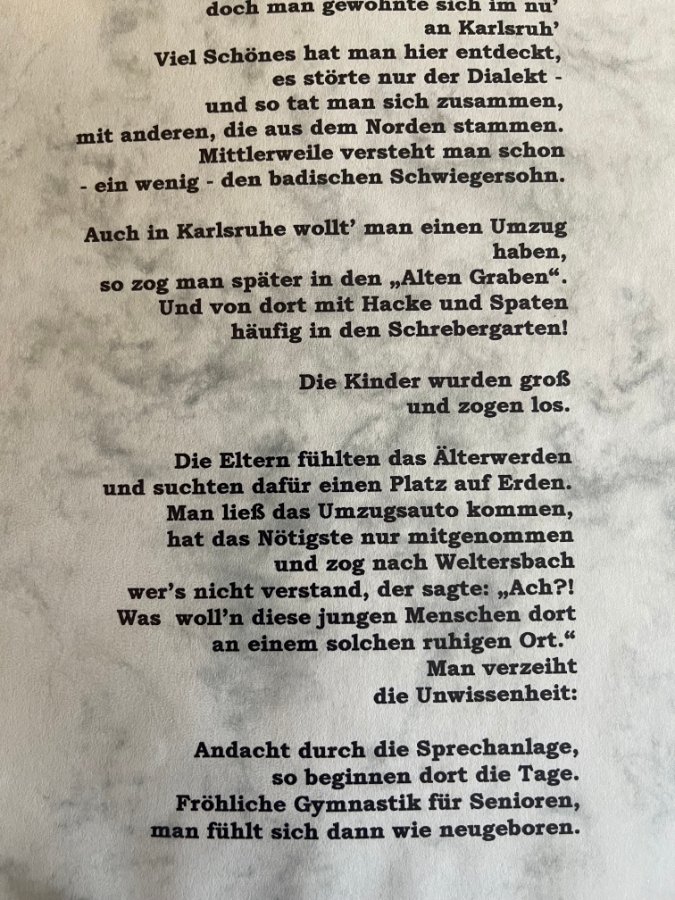 doch man gewöhnte sich im nu'
an Karlsruh'
Viel Schönes hat man hier entdeckt,
es störte nur der Dialekt -
und so tat man sich zusammen,
mit anderen, die aus dem Norden stammen.
Mittlerweile versteht man schon
- ein wenig - den badischen Schwiegersohn.
Auch in Karlsruhe wollt' man einen Umzug
haben,
so zog man später in den „Alten Graben“.
Und von dort mit Hacke und Spaten
häufig in den Schrebergarten!
Die Kinder wurden groß
und zogen los.
Die Eltern fühlten das Älterwerden
und suchten dafür einen Platz auf Erden.
Man ließ das Umzugsauto kommen,
hat das Nötigste nur mitgenommen
und zog nach Weltersbach
wer's nicht verstand, der sagte: „Ach?!
Was woll'n diese jungen Menschen dort
an einem solchen ruhigen Ort.“
Man verzeiht
die Unwissenheit:
Andacht durch die Sprechanlage,
so beginnen dort die Tage.
Fröhliche Gymnastik für Senioren,
man fühlt sich dann wie neugeboren.